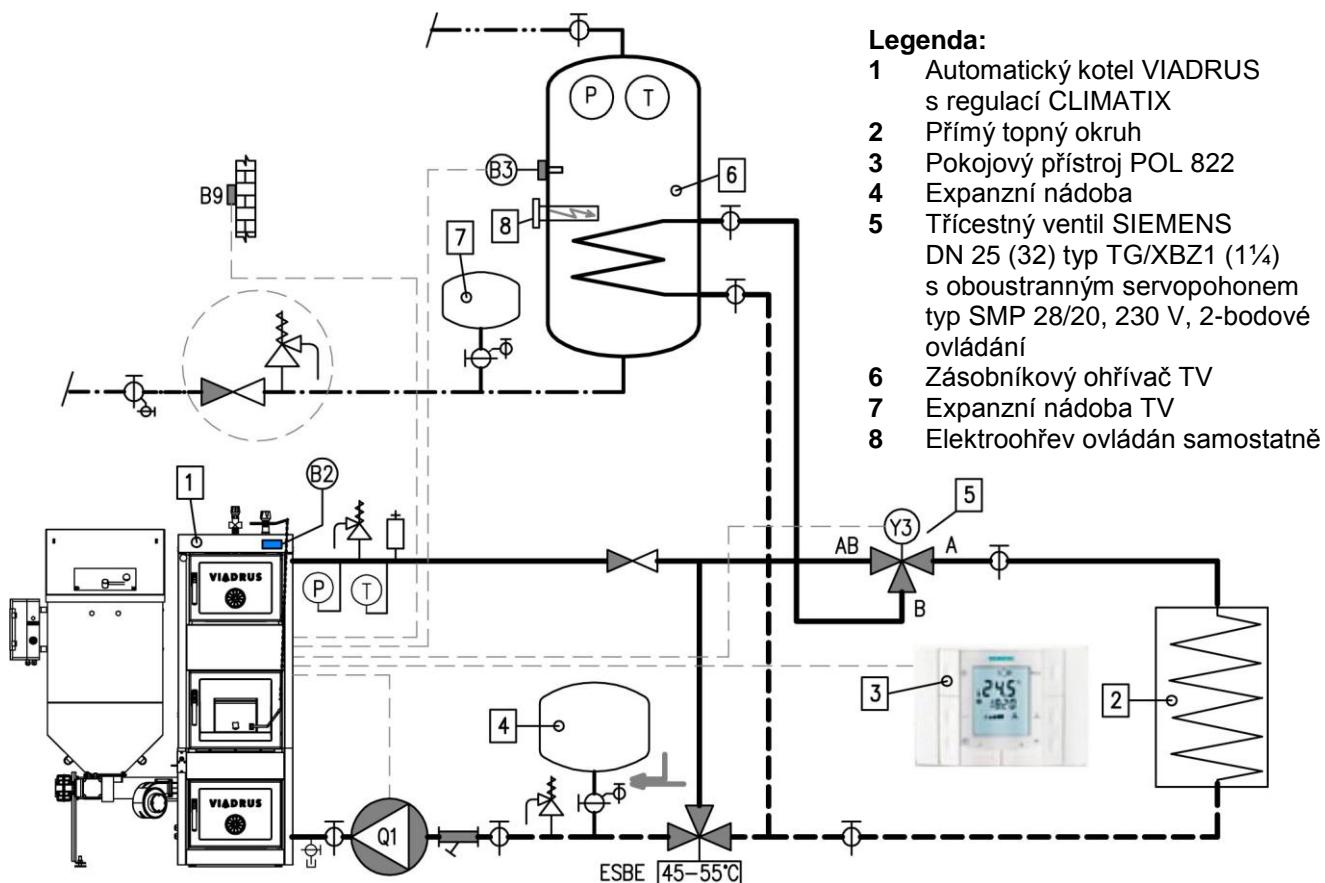 Legenda:
1 Automatický kotel VIADRUS
s regulací CLIMATIX
2 Přímý topný okruh
3 Pokojový přístroj POL 822
4 Expanzní nádoba
5 Třícestný ventil SIEMENS
DN 25 (32) typ TG/XBZ1 (1¼)
s oboustranným servopohonem
typ SMP 28/20, 230 V, 2-bodové
ovládání
6 Zásobníkový ohřívač TV
7 Expanzní nádoba TV
8 Elektroohřev ovládán samostatně
P T
B3
6
B9
8
7
1
B2
5
Y3
AB A
B
P T
VIADRUS
3
SIEMENS
24.5
2
4
VIADRUS
Q1
ESBE 45–55°C